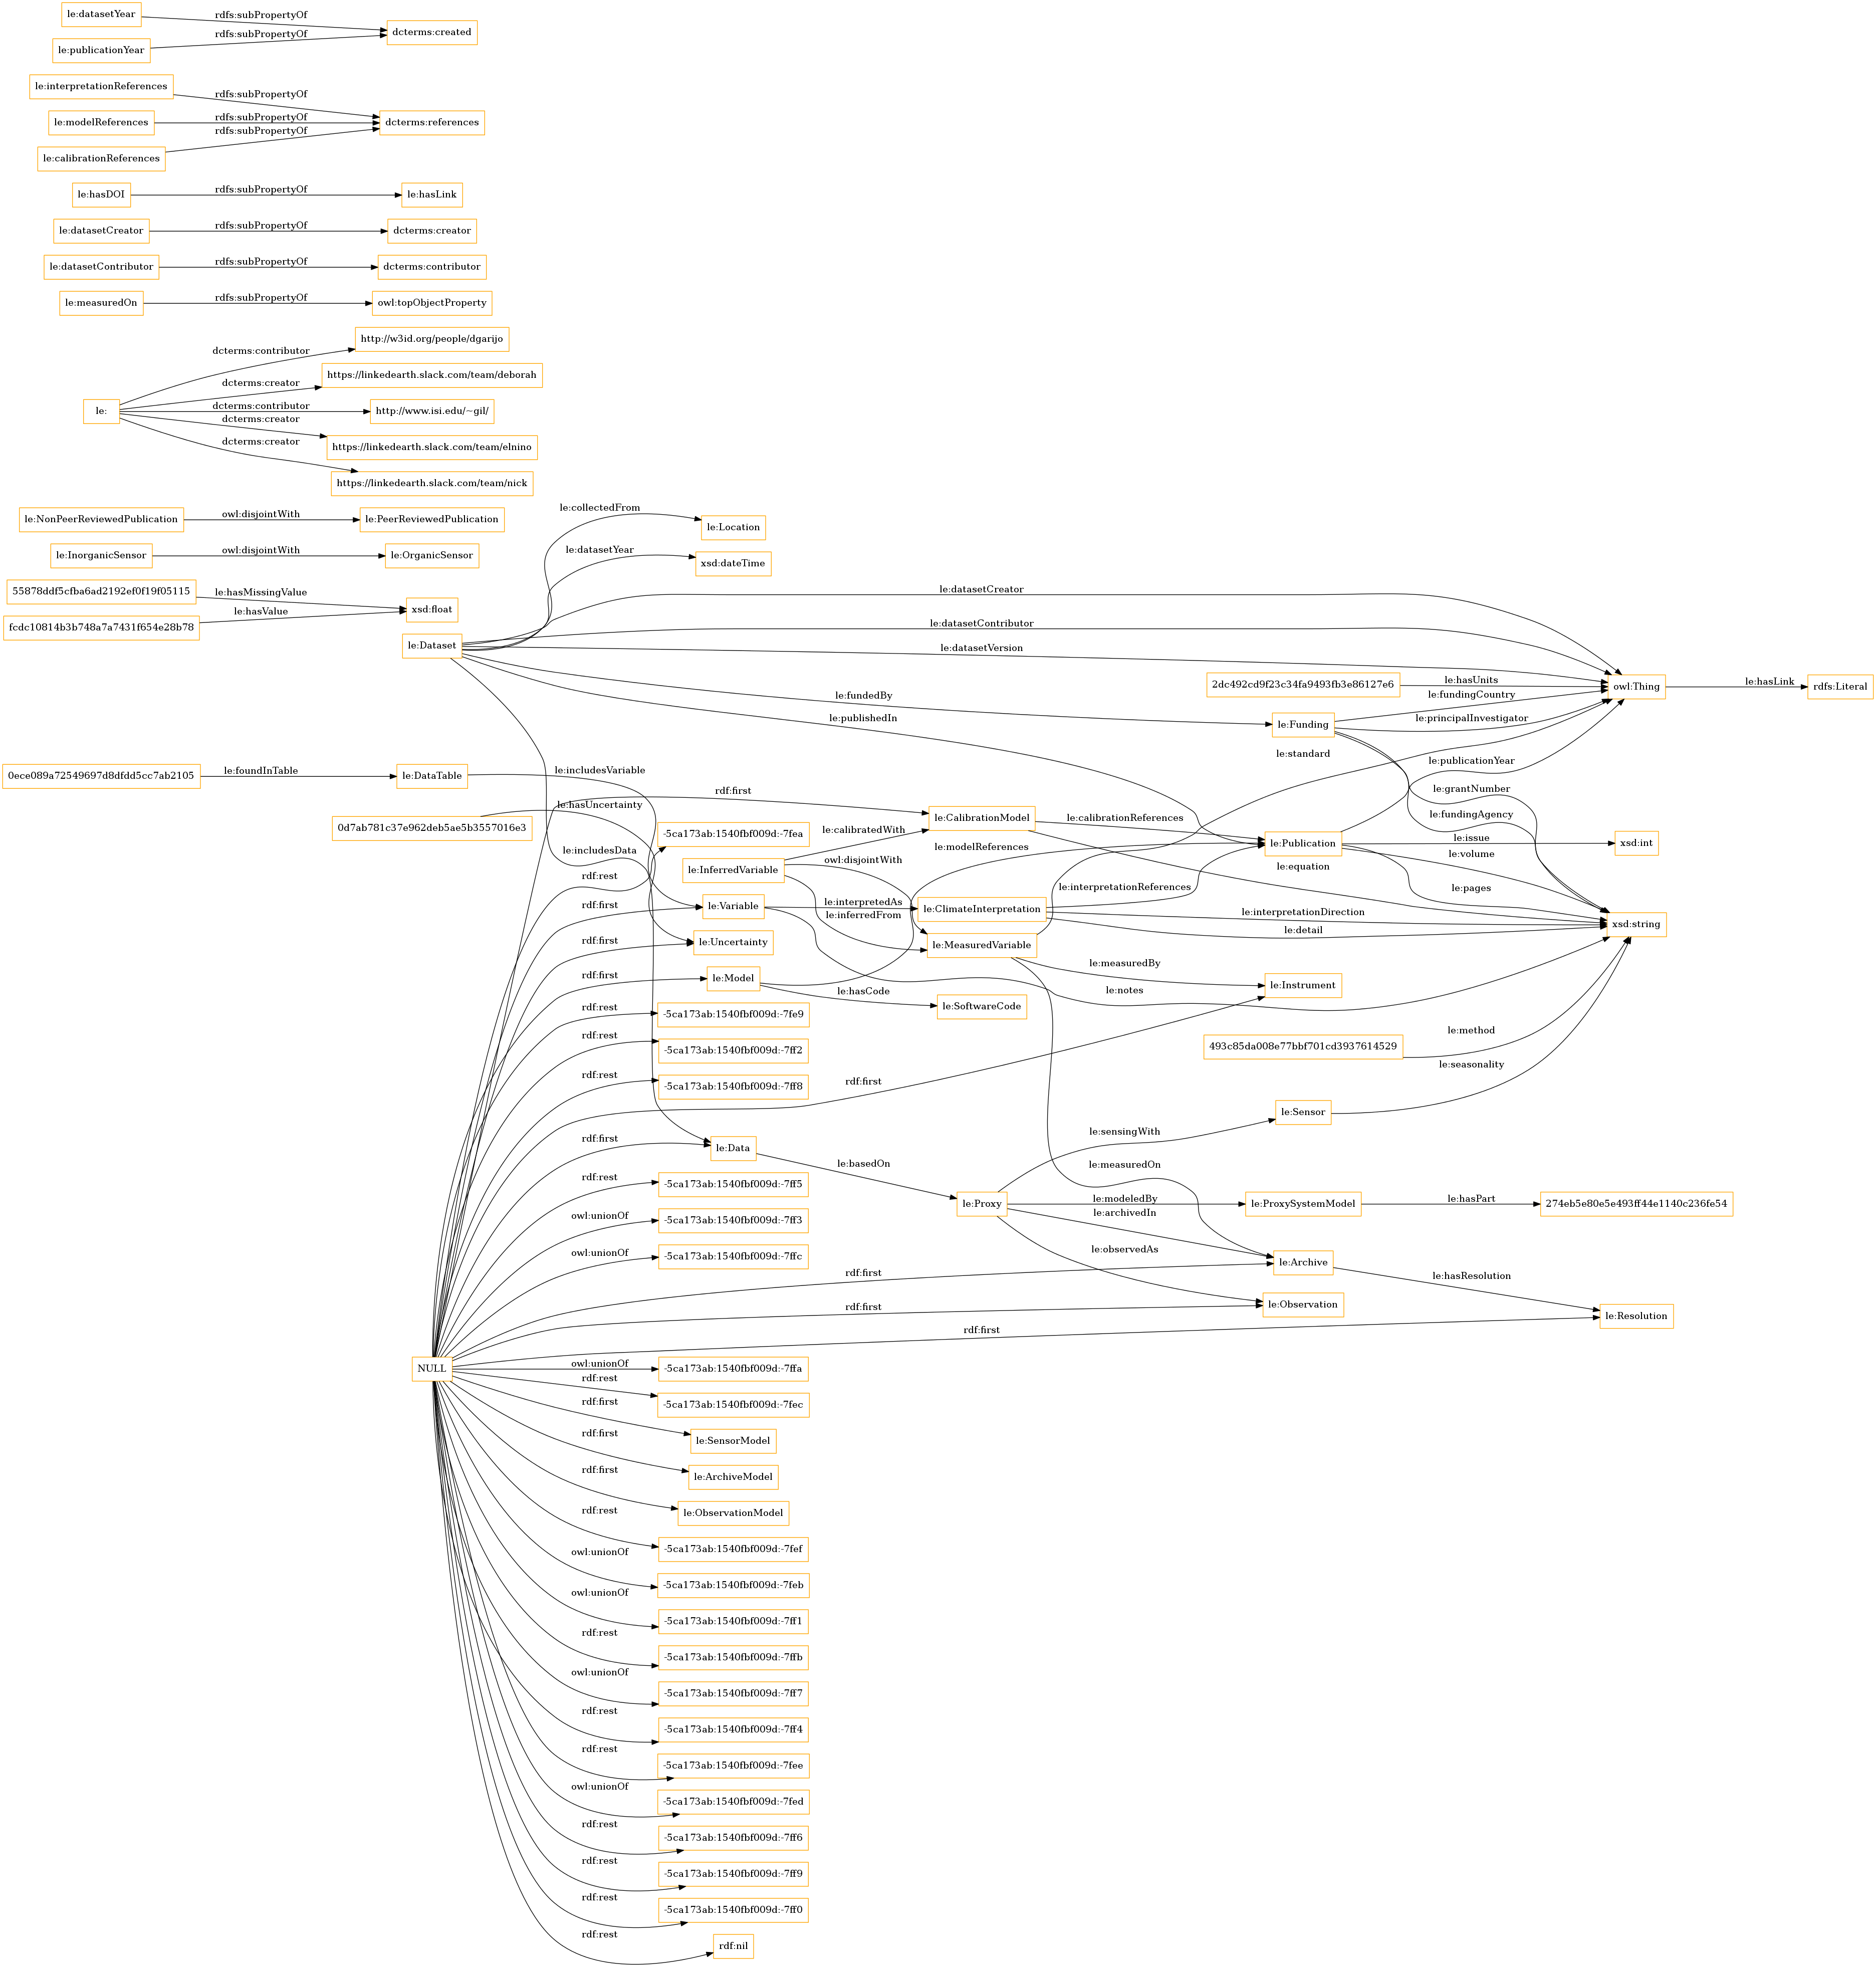 le:datasetYear
rdfs:subPropertyOf
dcterms:created
le:publicationYear
rdfs:subPropertyOf
le:interpretationReferences
rdfs:subPropertyOf
le:modelReferences
rdfs:subPropertyOf
dcterms:references
le:calibrationReferences
rdfs:subPropertyOf
le:hasDOI
rdfs:subPropertyOf
le:hasLink
le:datasetCreator
rdfs:subPropertyOf
dcterms:creator
le:datasetContributor
rdfs:subPropertyOf
dcterms:contributor
le:measuredOn
rdfs:subPropertyOf
owl:topObjectProperty
http://w3id.org/people/dgarijo
dcterms:contributor
https://linkedearth.slack.com/team/deborah
dcterms:creator
le:
dcterms:contributor
http://www.isi.edu/~gil/
dcterms:creator
https://linkedearth.slack.com/team/elnino
dcterms:creator
https://linkedearth.slack.com/team/nick
le:NonPeerReviewedPublication
owl:disjointWith
le:PeerReviewedPublication
le:InorganicSensor
owl:disjointWith
le:OrganicSensor
le:collectedFrom
le:Location
le:datasetYear
xsd:dateTime
55878ddf5cfba6ad2192ef0f19f05115
le:hasMissingValue
xsd:float
fcdc10814b3b748a7a7431f654e28b78
le:hasValue
le:Dataset
le:datasetCreator
le:datasetContributor
le:datasetVersion
2dc492cd9f23c34fa9493fb3e86127e6
le:hasUnits
owl:Thing
le:hasLink
rdfs:Literal
le:fundedBy
le:Funding
le:fundingCountry
le:principalInvestigator
le:publishedIn
le:standard
le:publicationYear
le:grantNumber
le:fundingAgency
0ece089a72549697d8dfdd5cc7ab2105
le:foundInTable
le:DataTable
le:includesVariable
rdf:first
le:hasUncertainty
0d7ab781c37e962deb5ae5b3557016e3
-5ca173ab:1540fbf009d:-7fea
le:includesData
le:CalibrationModel
le:calibrationReferences
le:calibratedWith
le:Publication
le:issue
xsd:int
le:volume
le:modelReferences
le:InferredVariable
owl:disjointWith
le:equation
le:pages
rdf:rest
le:interpretationReferences
rdf:first
le:Variable
le:interpretedAs
le:ClimateInterpretation
le:interpretationDirection
le:inferredFrom
le:detail
xsd:string
rdf:first
le:Uncertainty
le:MeasuredVariable
le:measuredBy
le:Instrument
rdf:first
le:Model
le:hasCode
le:SoftwareCode
le:notes
rdf:rest
-5ca173ab:1540fbf009d:-7fe9
rdf:rest
-5ca173ab:1540fbf009d:-7ff2
493c85da008e77bbf701cd3937614529
le:method
rdf:rest
-5ca173ab:1540fbf009d:-7ff8
rdf:first
le:seasonality
le:Sensor
le:sensingWith
rdf:first
le:Data
le:basedOn
le:measuredOn
rdf:rest
-5ca173ab:1540fbf009d:-7ff5
le:Proxy
le:modeledBy
le:ProxySystemModel
le:hasPart
274eb5e80e5e493ff44e1140c236fe54
le:archivedIn
owl:unionOf
-5ca173ab:1540fbf009d:-7ff3
le:observedAs
owl:unionOf
-5ca173ab:1540fbf009d:-7ffc
rdf:first
le:Archive
le:hasResolution
rdf:first
le:Observation
rdf:first
le:Resolution
NULL
owl:unionOf
-5ca173ab:1540fbf009d:-7ffa
rdf:rest
-5ca173ab:1540fbf009d:-7fec
rdf:first
le:SensorModel
rdf:first
le:ArchiveModel
rdf:first
le:ObservationModel
rdf:rest
-5ca173ab:1540fbf009d:-7fef
owl:unionOf
-5ca173ab:1540fbf009d:-7feb
owl:unionOf
-5ca173ab:1540fbf009d:-7ff1
rdf:rest
-5ca173ab:1540fbf009d:-7ffb
owl:unionOf
-5ca173ab:1540fbf009d:-7ff7
rdf:rest
-5ca173ab:1540fbf009d:-7ff4
rdf:rest
-5ca173ab:1540fbf009d:-7fee
owl:unionOf
-5ca173ab:1540fbf009d:-7fed
rdf:rest
-5ca173ab:1540fbf009d:-7ff6
rdf:rest
-5ca173ab:1540fbf009d:-7ff9
rdf:rest
-5ca173ab:1540fbf009d:-7ff0
rdf:rest
rdf:nil